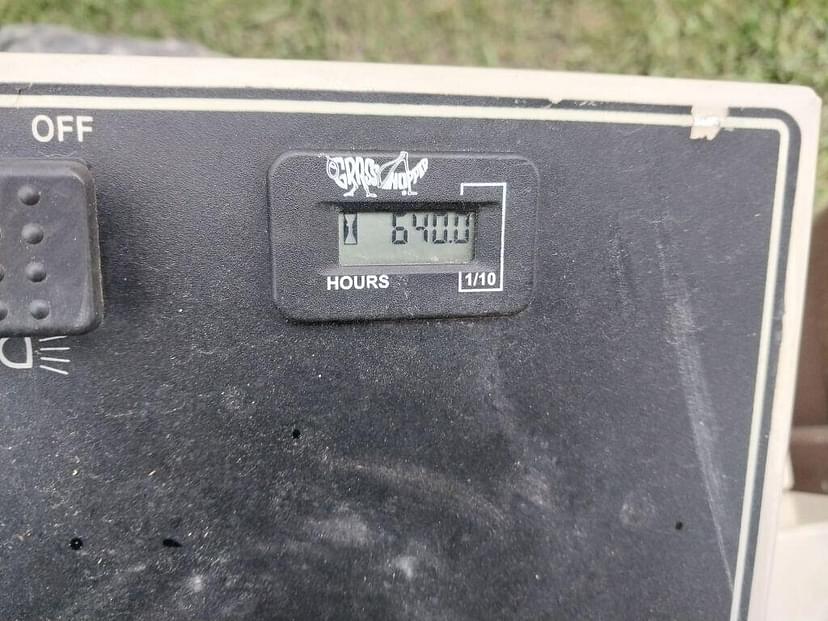 OFF
GRASSHOPPER
640.0
HOURS
1/10